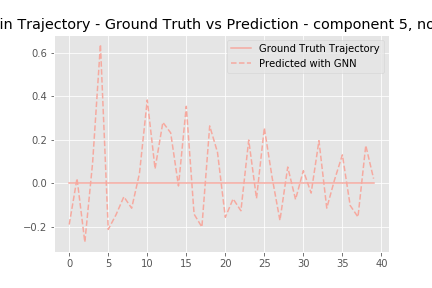 in Trajectory - Ground Truth vs Prediction - component 5, no
Ground Truth Trajectory
Predicted with GNN
0.6
0.4
0.2
0.0
−0.2
0 5 10 15 20 25 30 35 40